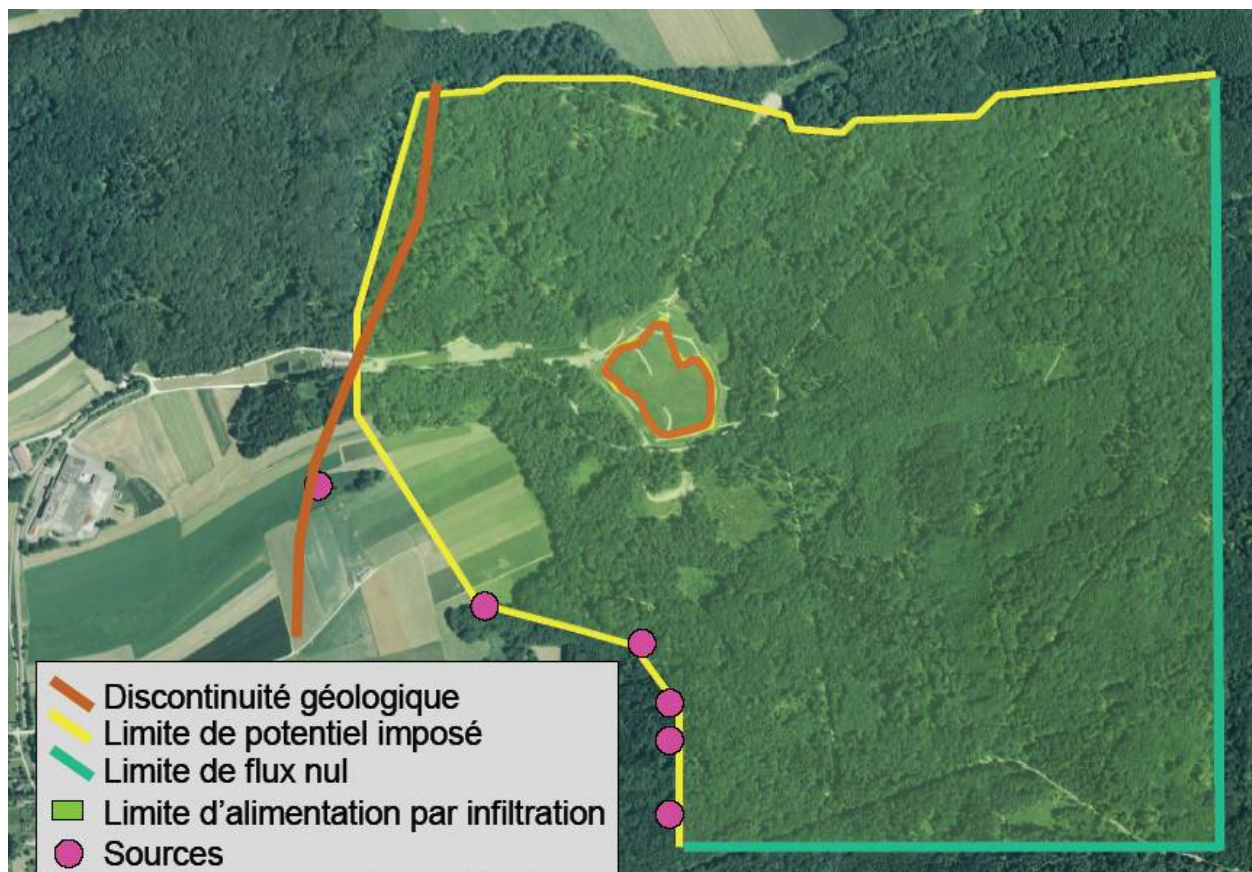 Discontinuité géologique
Limite de potentiel imposé
Limite de flux nul
Limite d'alimentation par infiltration
Sources